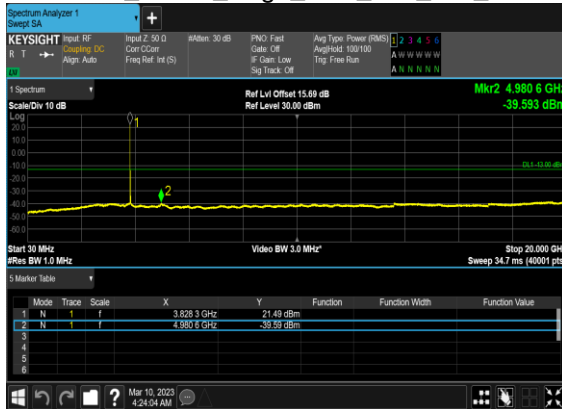 Spectrum Analyzer 1
Swept SA
+
KEYSIGHT
R T
Input: RF
Coupling: DC
Align: Auto
Input Z: 50 Ω
Corr CCorr
Freq Ref: Int (S)
#Atten: 30 dB
PNO: Fast
Gate: Off
IF Gain: Low
Sig Track: Off
Avg Type: Power (RMS)
Avg|Hold: 100/100
Trig: Free Run
1 2 3 4 5 6
A W W W W W
A N N N N N
LU
1 Spectrum
Scale/Div 10 dB
Ref Lvl Offset 15.69 dB
Ref Level 30.00 dBm
Mkr2 4.980 6 GHz
-39.593 dBm
Log
20.0
10.0
0.00
-10.0
-20.0
-30.0
-40.0
-50.0
-60.0
1
2
DL1 -13.00 dBm
Start 30 MHz
#Res BW 1.0 MHz
Video BW 3.0 MHz*
Stop 20.000 GH
Sweep 34.7 ms (40001 pts
5 Marker Table
Mode Trace Scale X Y Function Function Width Function Value
1 N 1 f 3.828 3 GHz 21.49 dBm
2 N 1 f 4.980 6 GHz -39.59 dBm
3
4
5
6
?
Mar 10, 2023
4:24:04 AM